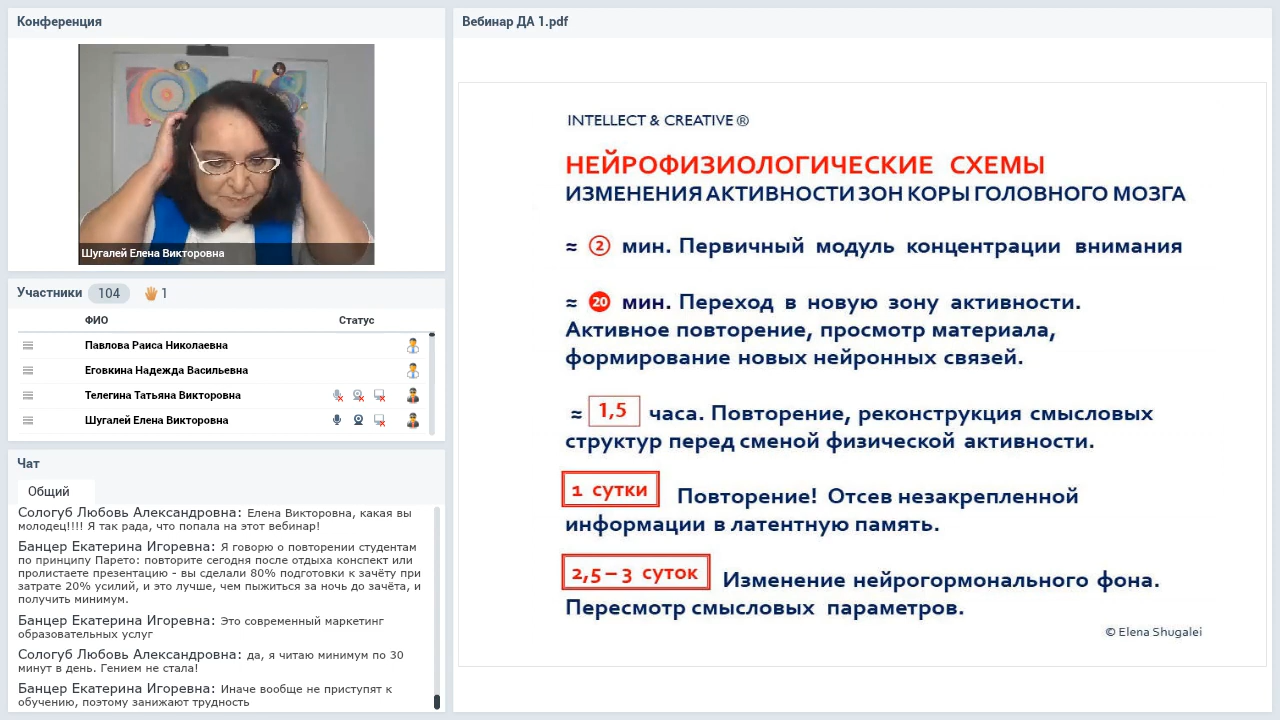 Конференция
Шугалей Елена Викторовна
Участники 104 1
ФИО Статус
Павлова Раиса Николаевна
Еговкина Надежда Васильевна
Телегина Татьяна Викторовна
Шугалей Елена Викторовна
Чат
Общий
Сологуб Любовь Александровна: Елена Викторовна, какая вы
молодец!!!! Я так рада, что попала на этот вебинар!
Банцер Екатерина Игоревна: Я говорю о повторении студентам
по принципу Парето: повторите сегодня после отдыха конспект или
пролистаете презентацию - вы сделали 80% подготовки к зачёту при
затрате 20% усилий, и это лучше, чем пыжиться за ночь до зачёта, и
получить минимум.
Банцер Екатерина Игоревна: Это современный маркетинг
образовательных услуг
Сологуб Любовь Александровна: да, я читаю минимум по 30
минут в день. Гением не стала!
Банцер Екатерина Игоревна: Иначе вообще не приступят к
обучению, поэтому занижают трудность
Вебинар ДА 1.pdf
INTELLECT & CREATIVE ®
НЕЙРОФИЗИОЛОГИЧЕСКИЕ СХЕМЫ
ИЗМЕНЕНИЯ АКТИВНОСТИ ЗОН КОРЫ ГОЛОВНОГО МОЗГА
≈ 2 мин. Первичный модуль концентрации внимания
≈ 20 мин. Переход в новую зону активности.
Активное повторение, просмотр материала,
формирование новых нейронных связей.
≈ 1,5 часа. Повторение, реконструкция смысловых
структур перед сменой физической активности.
1 сутки Повторение! Отсев незакрепленной
информации в латентную память.
2,5 – 3 суток Изменение нейрогормонального фона.
Пересмотр смысловых параметров.
© Elena Shugalei